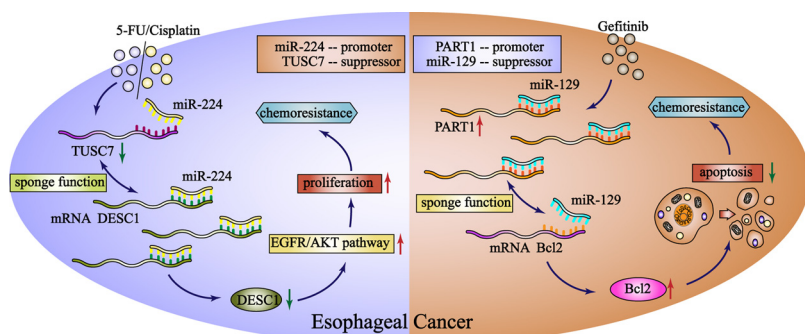 5-FU/Cisplatin
miR-224
TUSC7
sponge function
miR-224
mRNA DESC1
DESC1
EGFR/AKT pathway
proliferation
chemoresistance
miR-224 -- promoter
TUSC7 -- suppressor
PART1 -- promoter
miR-129 -- suppressor
Gefitinib
miR-129
PART1
sponge function
miR-129
mRNA Bcl2
Bcl2
apoptosis
chemoresistance
Esophageal Cancer